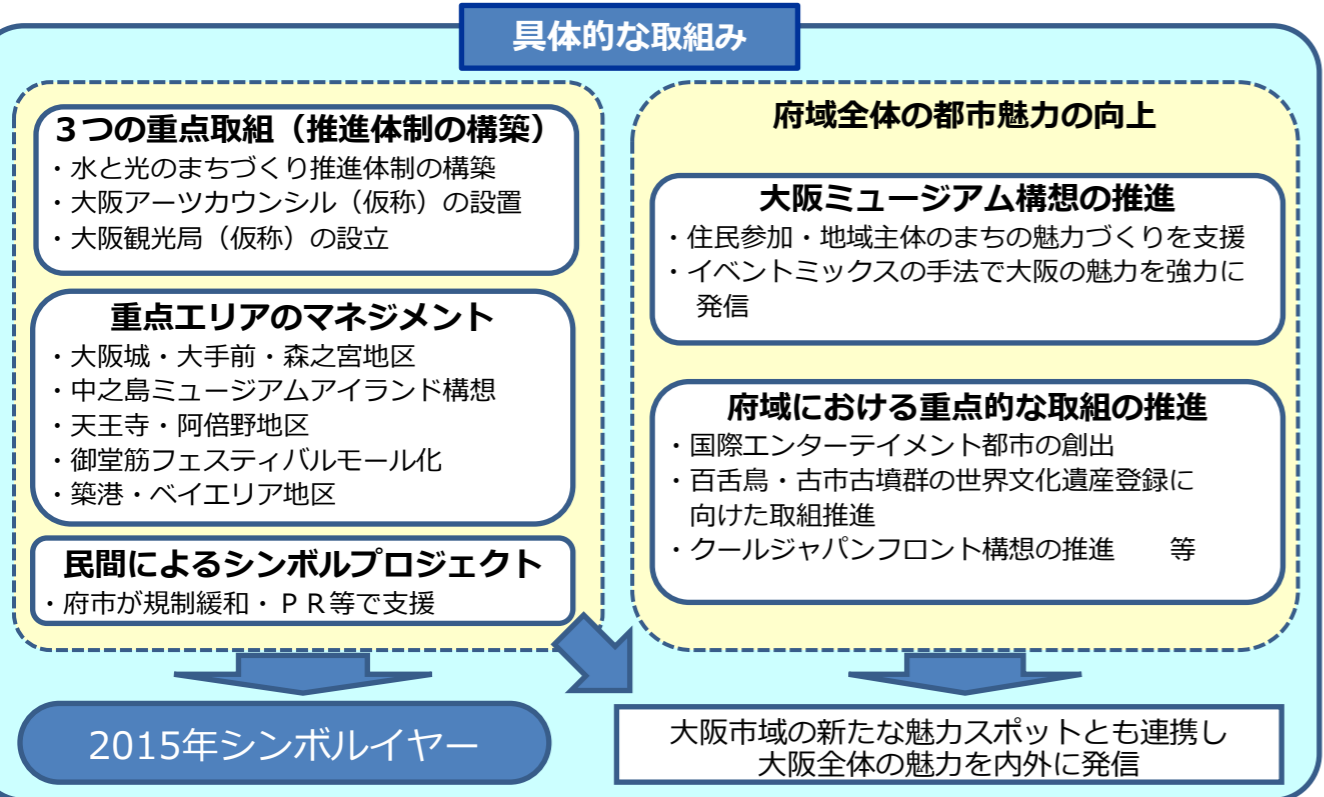 具体的な取組み
３つの重点取組（推進体制の構築）
・水と光のまちづくり推進体制の構築
・大阪アーツカウンシル（仮称）の設置
・大阪観光局（仮称）の設立
重点エリアのマネジメント
・大阪城・大手前・森之宮地区
・中之島ミュージアムアイランド構想
・天王寺・阿倍野地区
・御堂筋フェスティバルモール化
・築港・ベイエリア地区
民間によるシンボルプロジェクト
・府市が規制緩和・ＰＲ等で支援
2015年シンボルイヤー
府域全体の都市魅力の向上
大阪ミュージアム構想の推進
・住民参加・地域主体のまちの魅力づくりを支援
・イベントミックスの手法で大阪の魅力を強力に
発信
府域における重点的な取組の推進
・国際エンターテイメント都市の創出
・百舌鳥・古市古墳群の世界文化遺産登録に
向けた取組推進
・クールジャパンフロント構想の推進　　等
大阪市域の新たな魅力スポットとも連携し
大阪全体の魅力を内外に発信